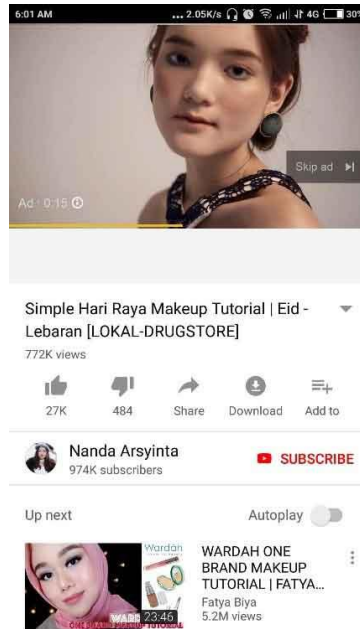 6:01 AM ... 2.05K/s 4G 30%
Skip ad
Ad · 0:15
Simple Hari Raya Makeup Tutorial | Eid -
Lebaran [LOKAL-DRUGSTORE]
772K views
27K 484 Share Download Add to
Nanda Arsyinta
974K subscribers
SUBSCRIBE
Up next Autoplay
Wardah
23:46
WARDAH ONE
BRAND MAKEUP
TUTORIAL | FATYA...
Fatya Biya
5.2M views